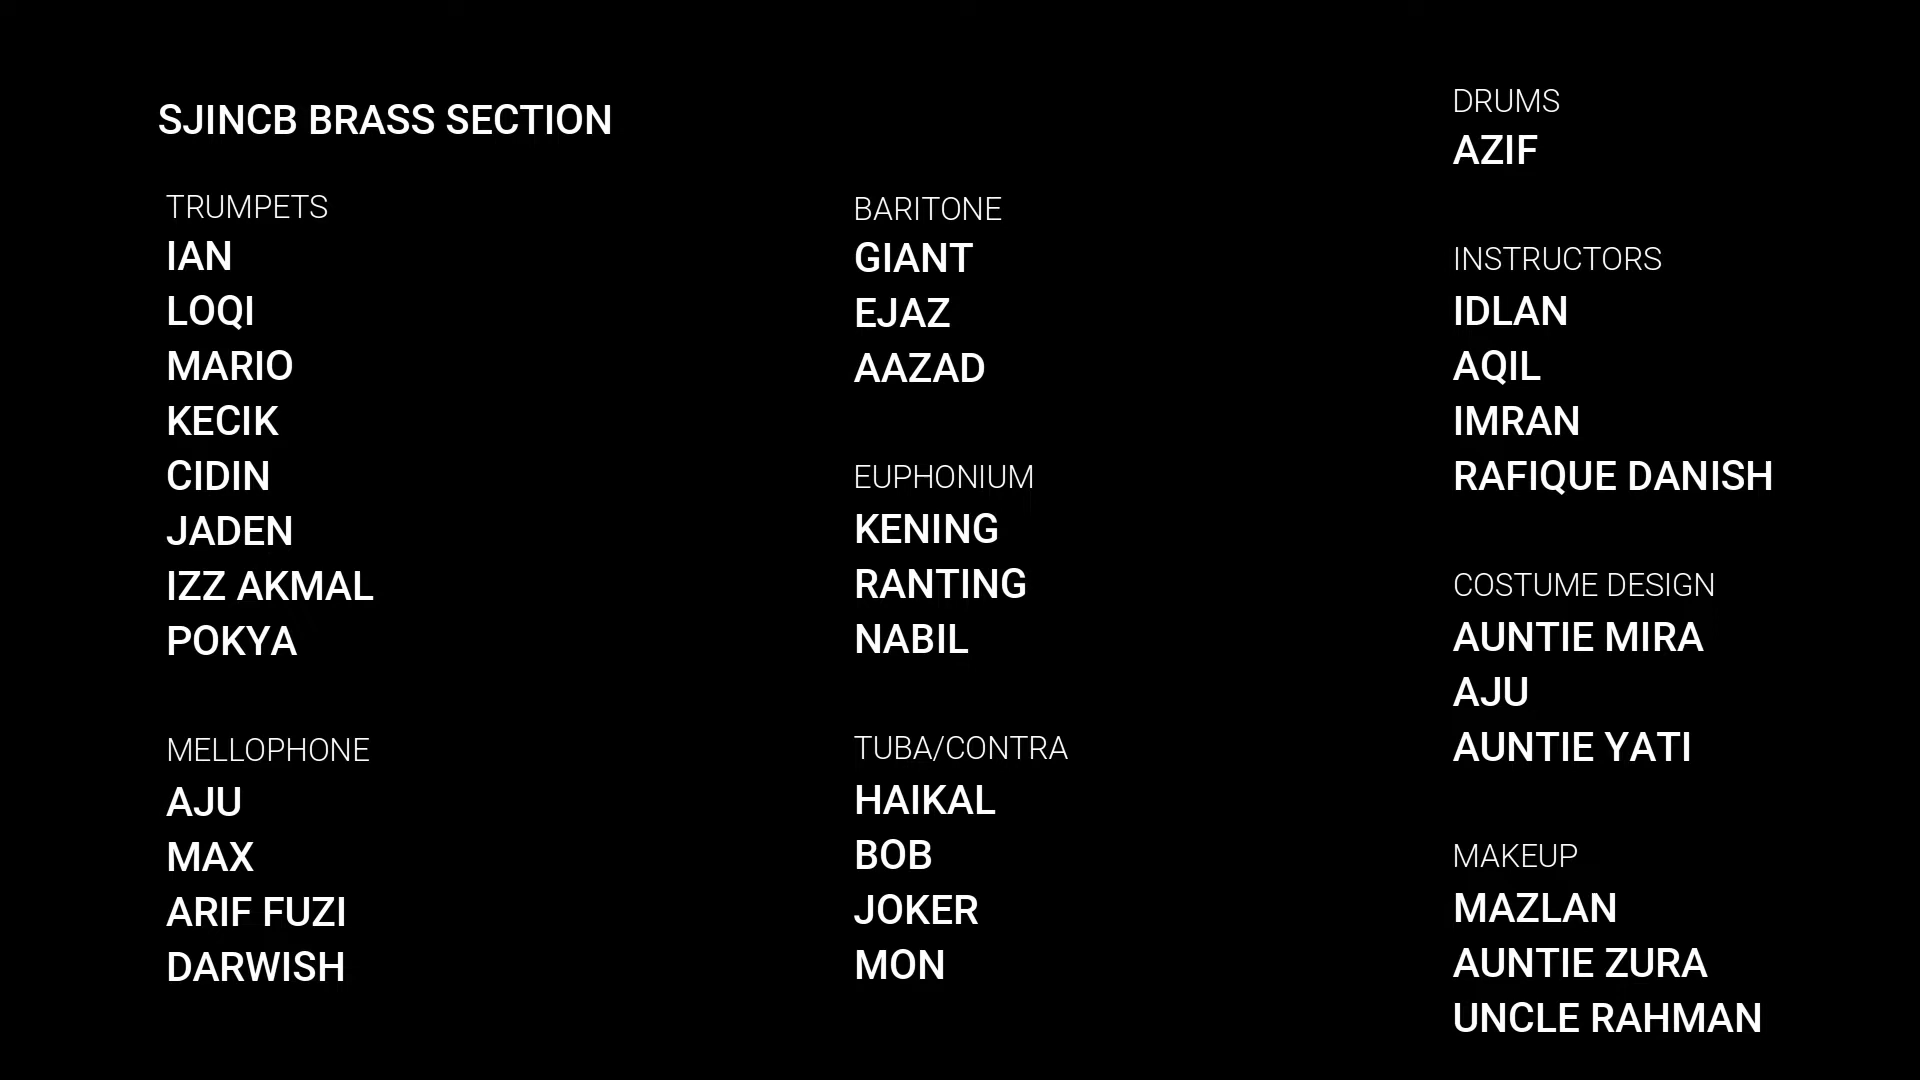 SJINCB BRASS SECTION
TRUMPETS
IAN
LOQI
MARIO
KECIK
CIDIN
JADEN
IZZ AKMAL
POKYA
MELLOPHONE
AJU
MAX
ARIF FUZI
DARWISH
BARITONE
GIANT
EJAZ
AAZAD
EUPHONIUM
KENING
RANTING
NABIL
TUBA/CONTRA
HAIKAL
BOB
JOKER
MON
DRUMS
AZIF
INSTRUCTORS
IDLAN
AQIL
IMRAN
RAFIQUE DANISH
COSTUME DESIGN
AUNTIE MIRA
AJU
AUNTIE YATI
MAKEUP
MAZLAN
AUNTIE ZURA
UNCLE RAHMAN